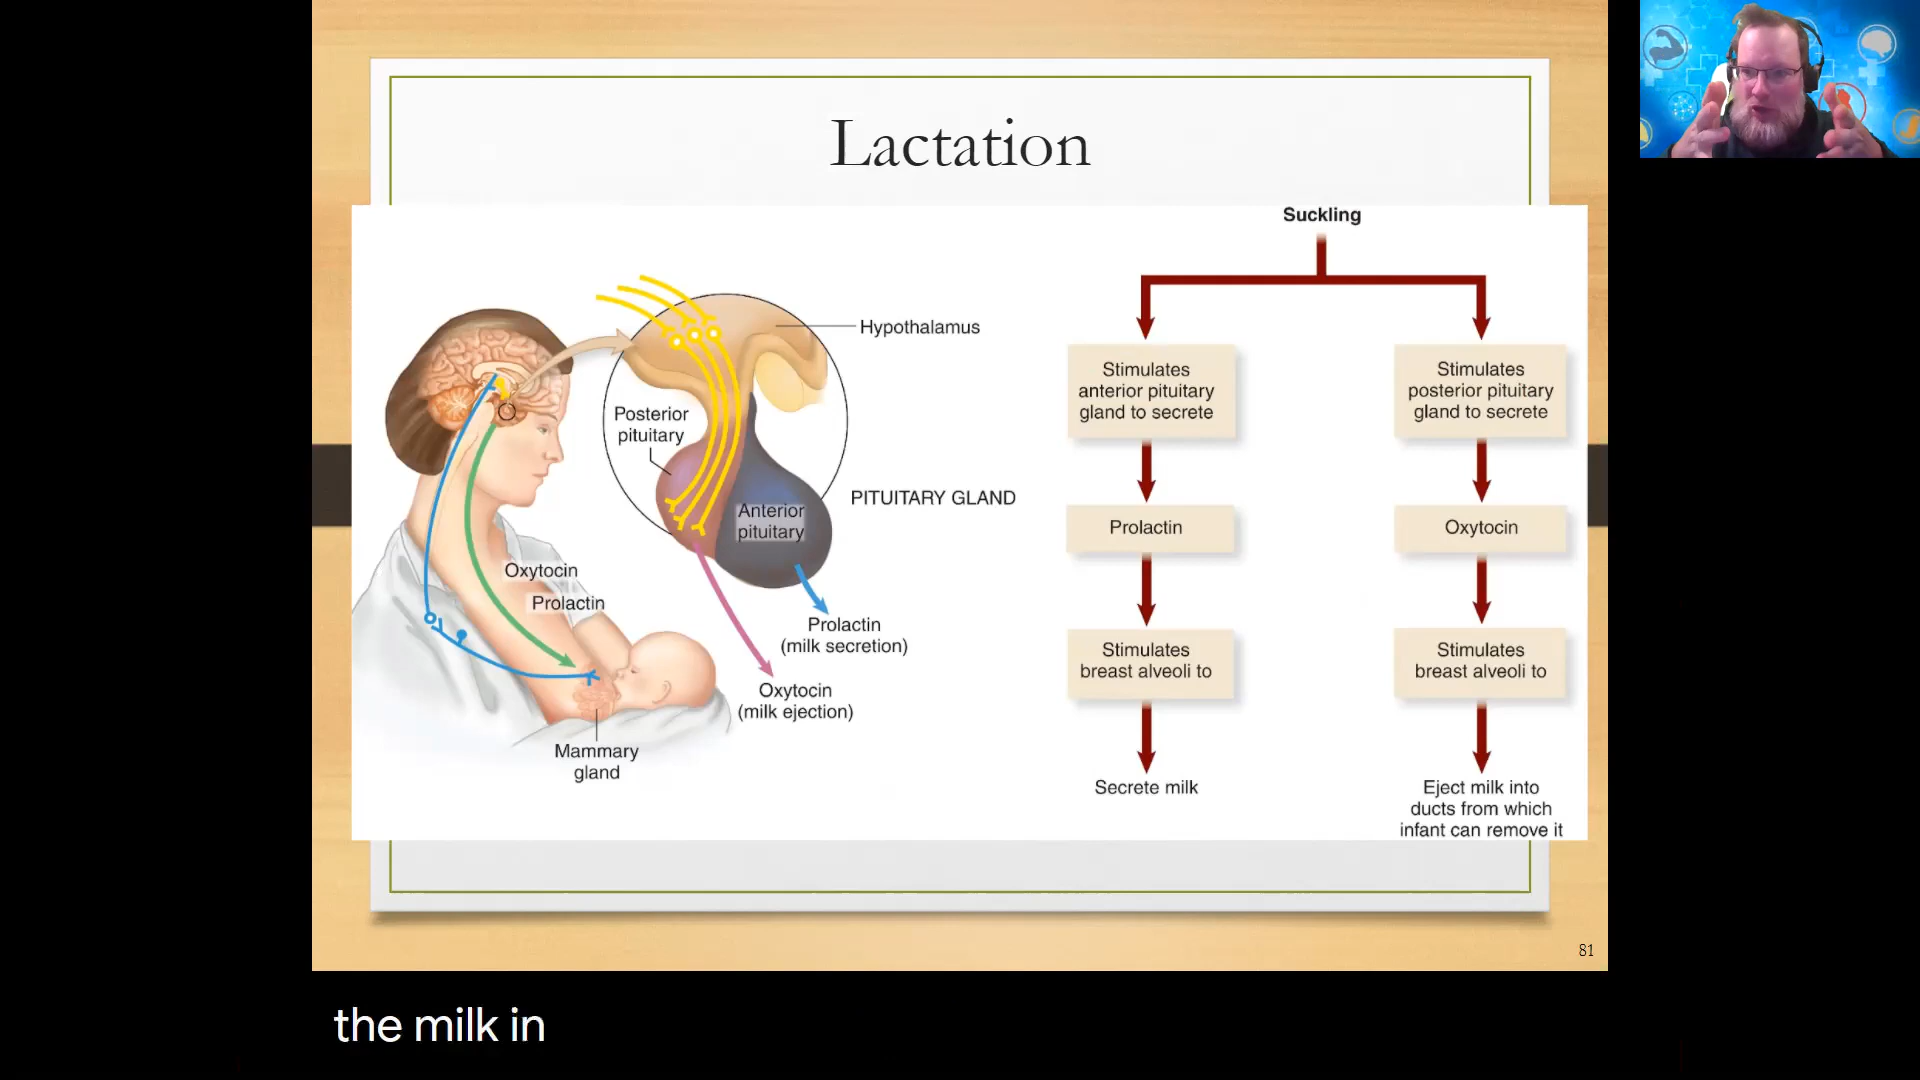 Lactation
Suckling
Hypothalamus
Posterior
pituitary
PITUITARY GLAND
Anterior
pituitary
Oxytocin
Prolactin
Prolactin
(milk secretion)
Oxytocin
(milk ejection)
Mammary
gland
Stimulates
anterior pituitary
gland to secrete
Prolactin
Stimulates
breast alveoli to
Secrete milk
Stimulates
posterior pituitary
gland to secrete
Oxytocin
Stimulates
breast alveoli to
Eject milk into
ducts from which
infant can remove it
81
the milk in